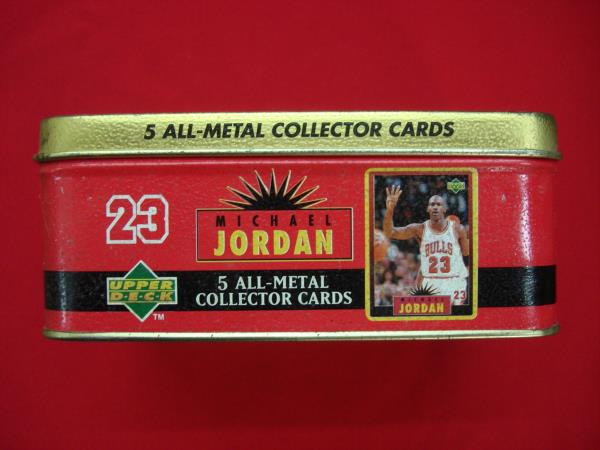 5 ALL-METAL COLLECTOR CARDS
23
MICHAEL
JORDAN
5 ALL-METAL
COLLECTOR CARDS
UPPER
DECK
TM
BULLS
23
23
MICHAEL
JORDAN